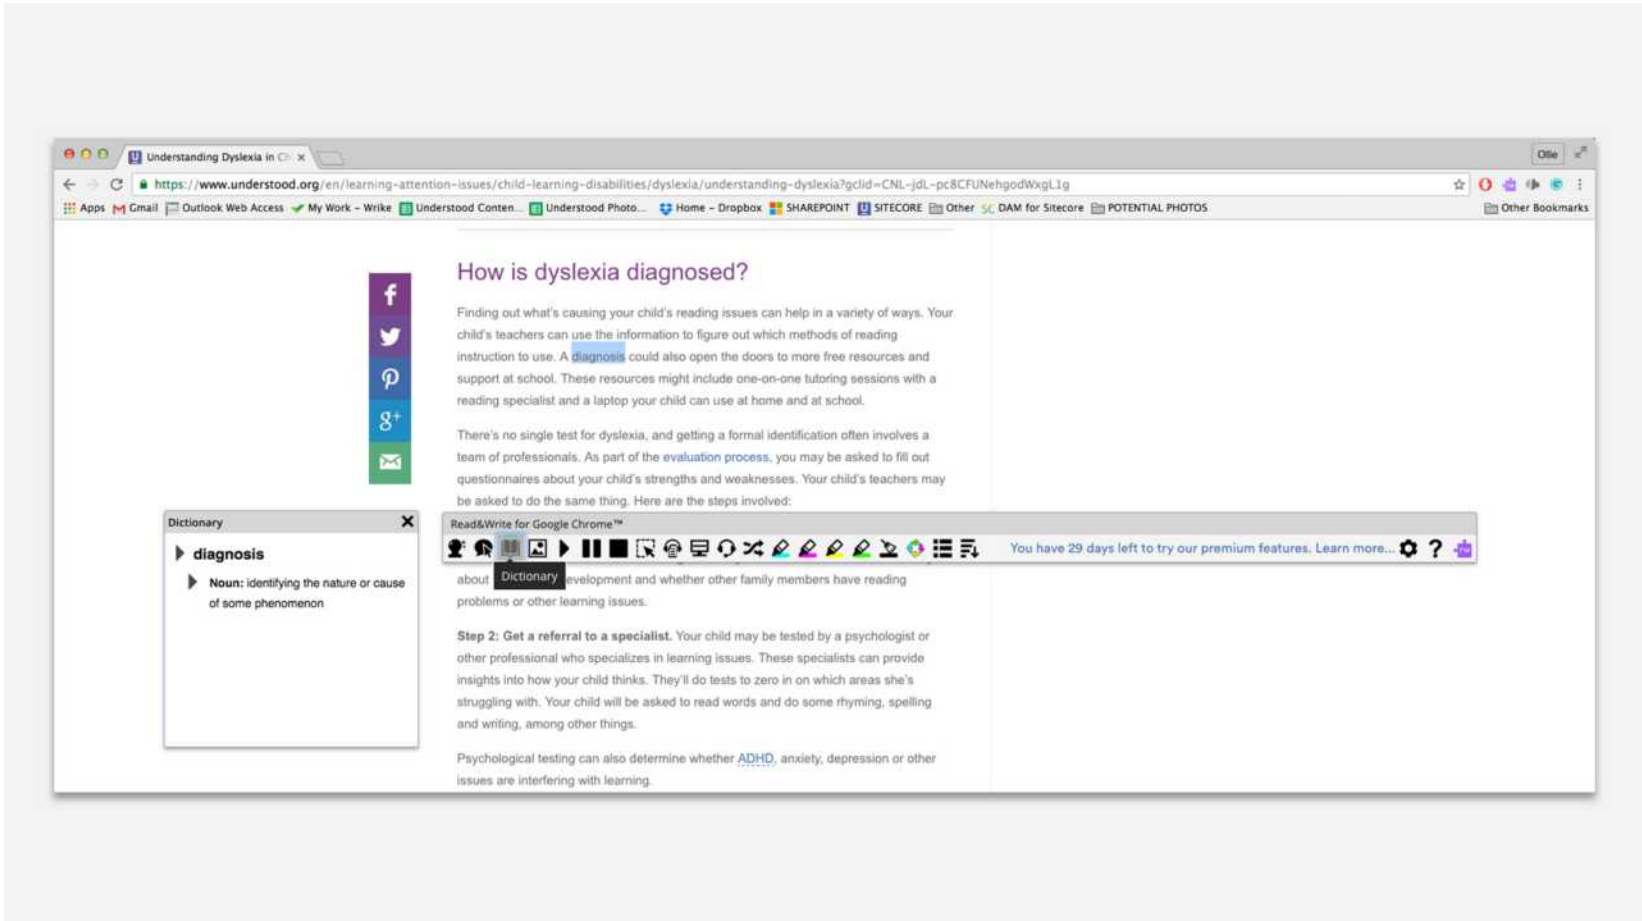 Understanding Dyslexia in Ch
Olle
https://www.understood.org/en/learning-attention-issues/child-learning-disabilities/dyslexia/understanding-dyslexia?gclid=CNL-jdL-pc8CFUNehgodWxgL1g
Apps Gmail Outlook Web Access My Work – Wrike Understood Conten... Understood Photo... Home – Dropbox SHAREPOINT SITECORE Other DAM for Sitecore POTENTIAL PHOTOS Other Bookmarks
How is dyslexia diagnosed?
Finding out what's causing your child's reading issues can help in a variety of ways. Your
child's teachers can use the information to figure out which methods of reading
instruction to use. A diagnosis could also open the doors to more free resources and
support at school. These resources might include one-on-one tutoring sessions with a
reading specialist and a laptop your child can use at home and at school.
There's no single test for dyslexia, and getting a formal identification often involves a
team of professionals. As part of the evaluation process, you may be asked to fill out
questionnaires about your child's strengths and weaknesses. Your child's teachers may
be asked to do the same thing. Here are the steps involved:
Dictionary
diagnosis
Noun: identifying the nature or cause
of some phenomenon
Read&Write for Google Chrome™
You have 29 days left to try our premium features. Learn more...
Dictionary
about evelopment and whether other family members have reading
problems or other learning issues.
Step 2: Get a referral to a specialist. Your child may be tested by a psychologist or
other professional who specializes in learning issues. These specialists can provide
insights into how your child thinks. They'll do tests to zero in on which areas she's
struggling with. Your child will be asked to read words and do some rhyming, spelling
and writing, among other things.
Psychological testing can also determine whether ADHD, anxiety, depression or other
issues are interfering with learning.